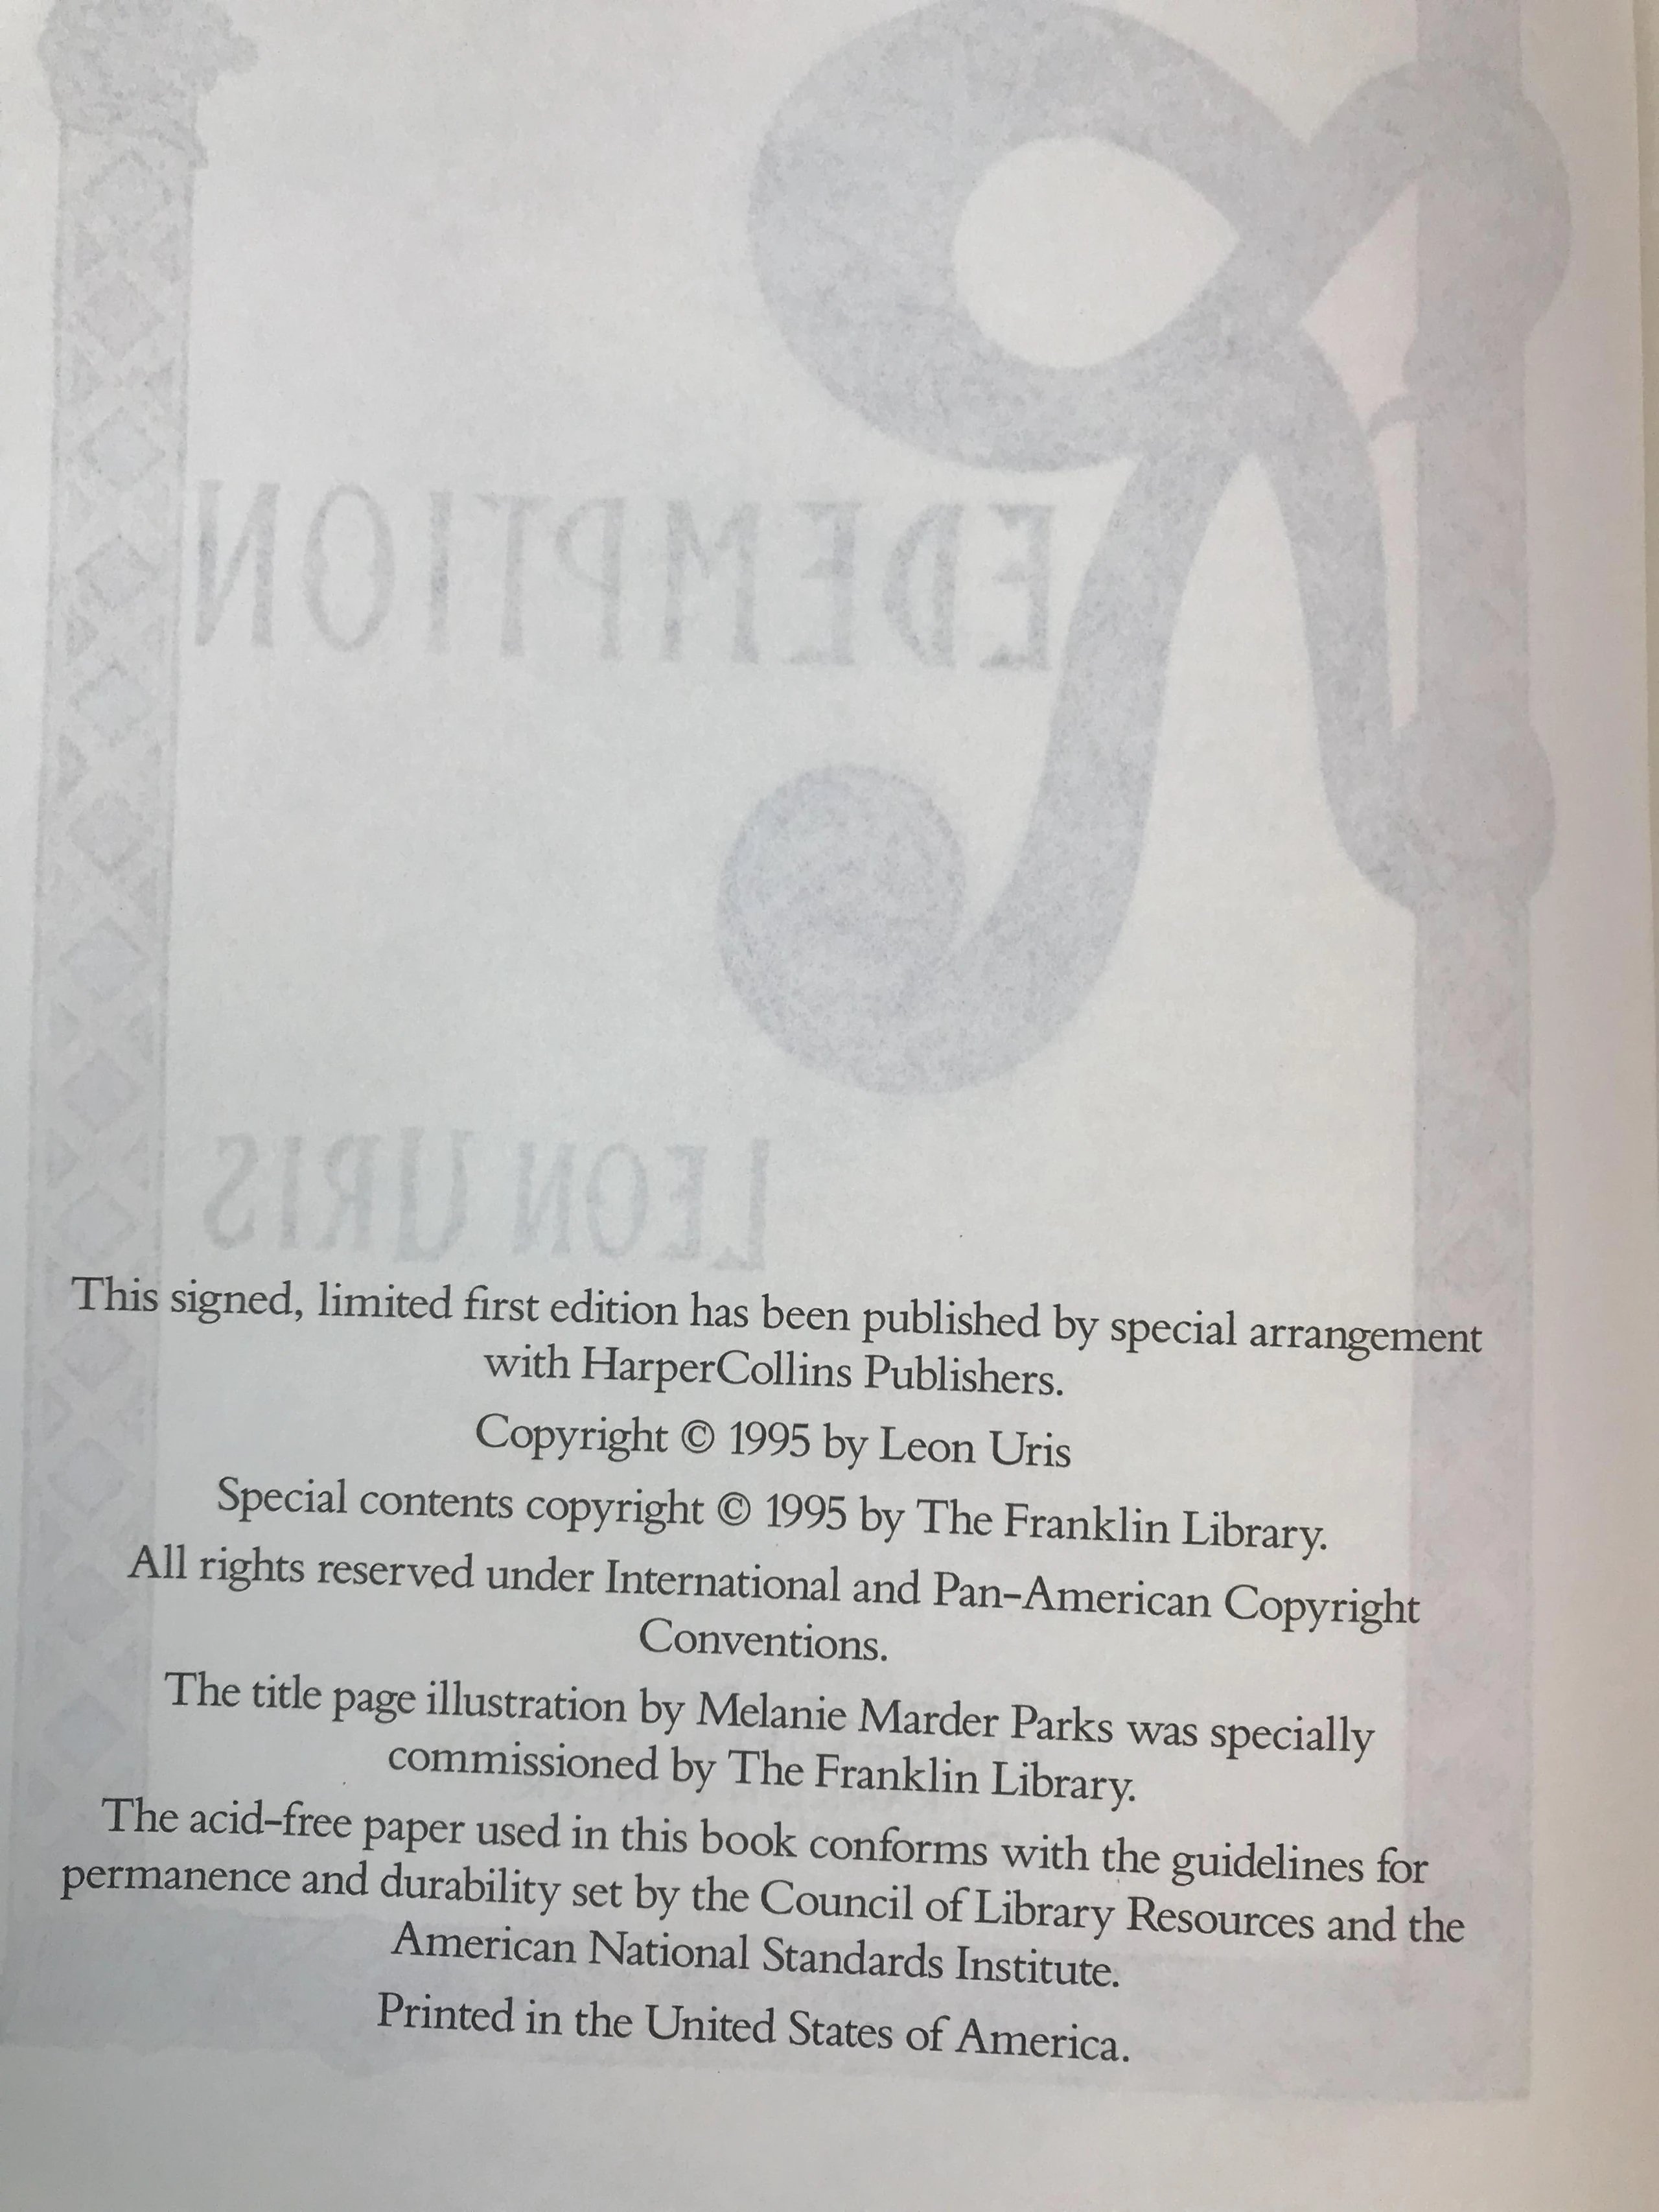 REDEMPTION
LEON URIS
This signed, limited first edition has been published by special arrangement
with HarperCollins Publishers.
Copyright © 1995 by Leon Uris
Special contents copyright © 1995 by The Franklin Library.
All rights reserved under International and Pan-American Copyright
Conventions.
The title page illustration by Melanie Marder Parks was specially
commissioned by The Franklin Library.
The acid-free paper used in this book conforms with the guidelines for
permanence and durability set by the Council of Library Resources and the
American National Standards Institute.
Printed in the United States of America.